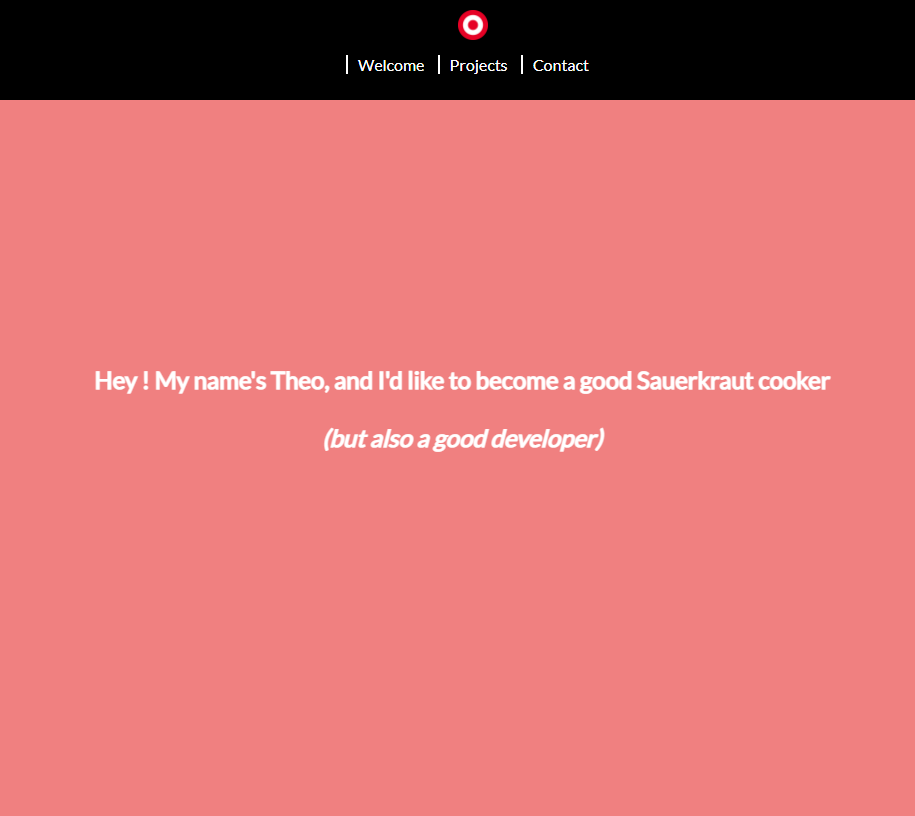 Welcome Projects Contact
Hey ! My name's Theo, and I'd like to become a good Sauerkraut cooker
(but also a good developer)